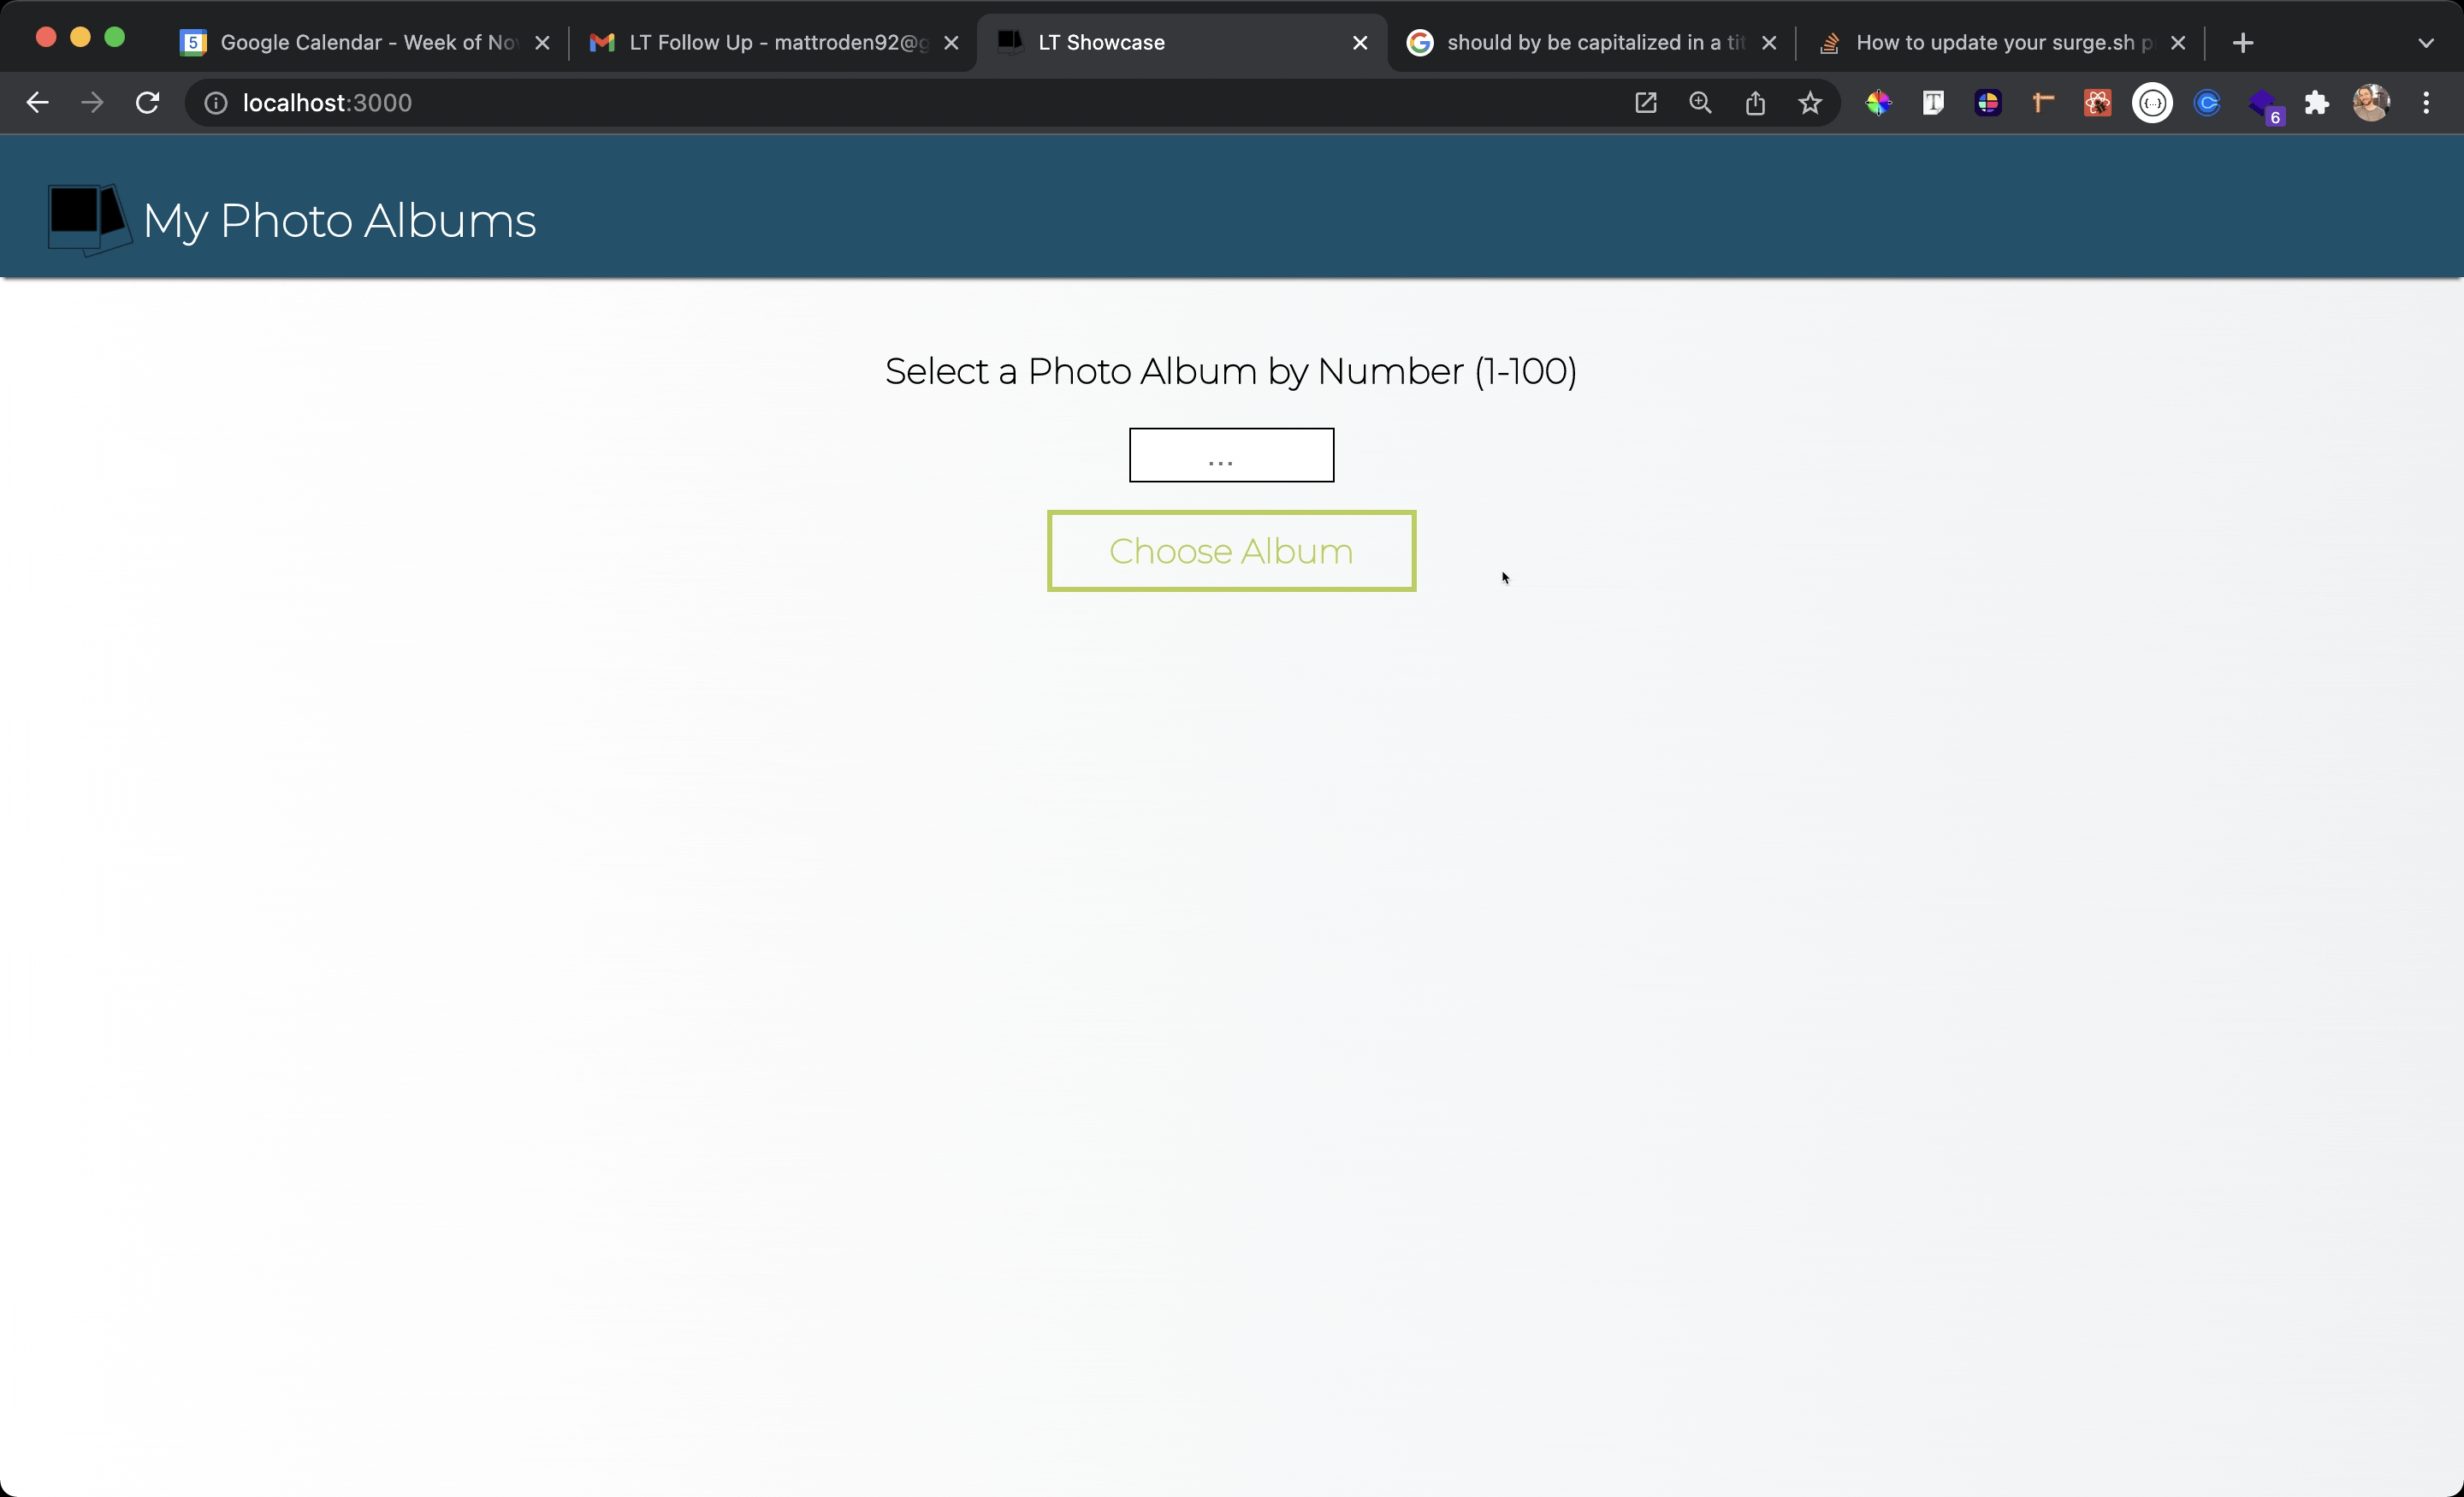 5 Google Calendar - Week of No
LT Follow Up - mattroden92@g
LT Showcase
should by be capitalized in a tit
How to update your surge.sh p
localhost:3000
T
{...}
C
6
My Photo Albums
Select a Photo Album by Number (1-100)
...
Choose Album